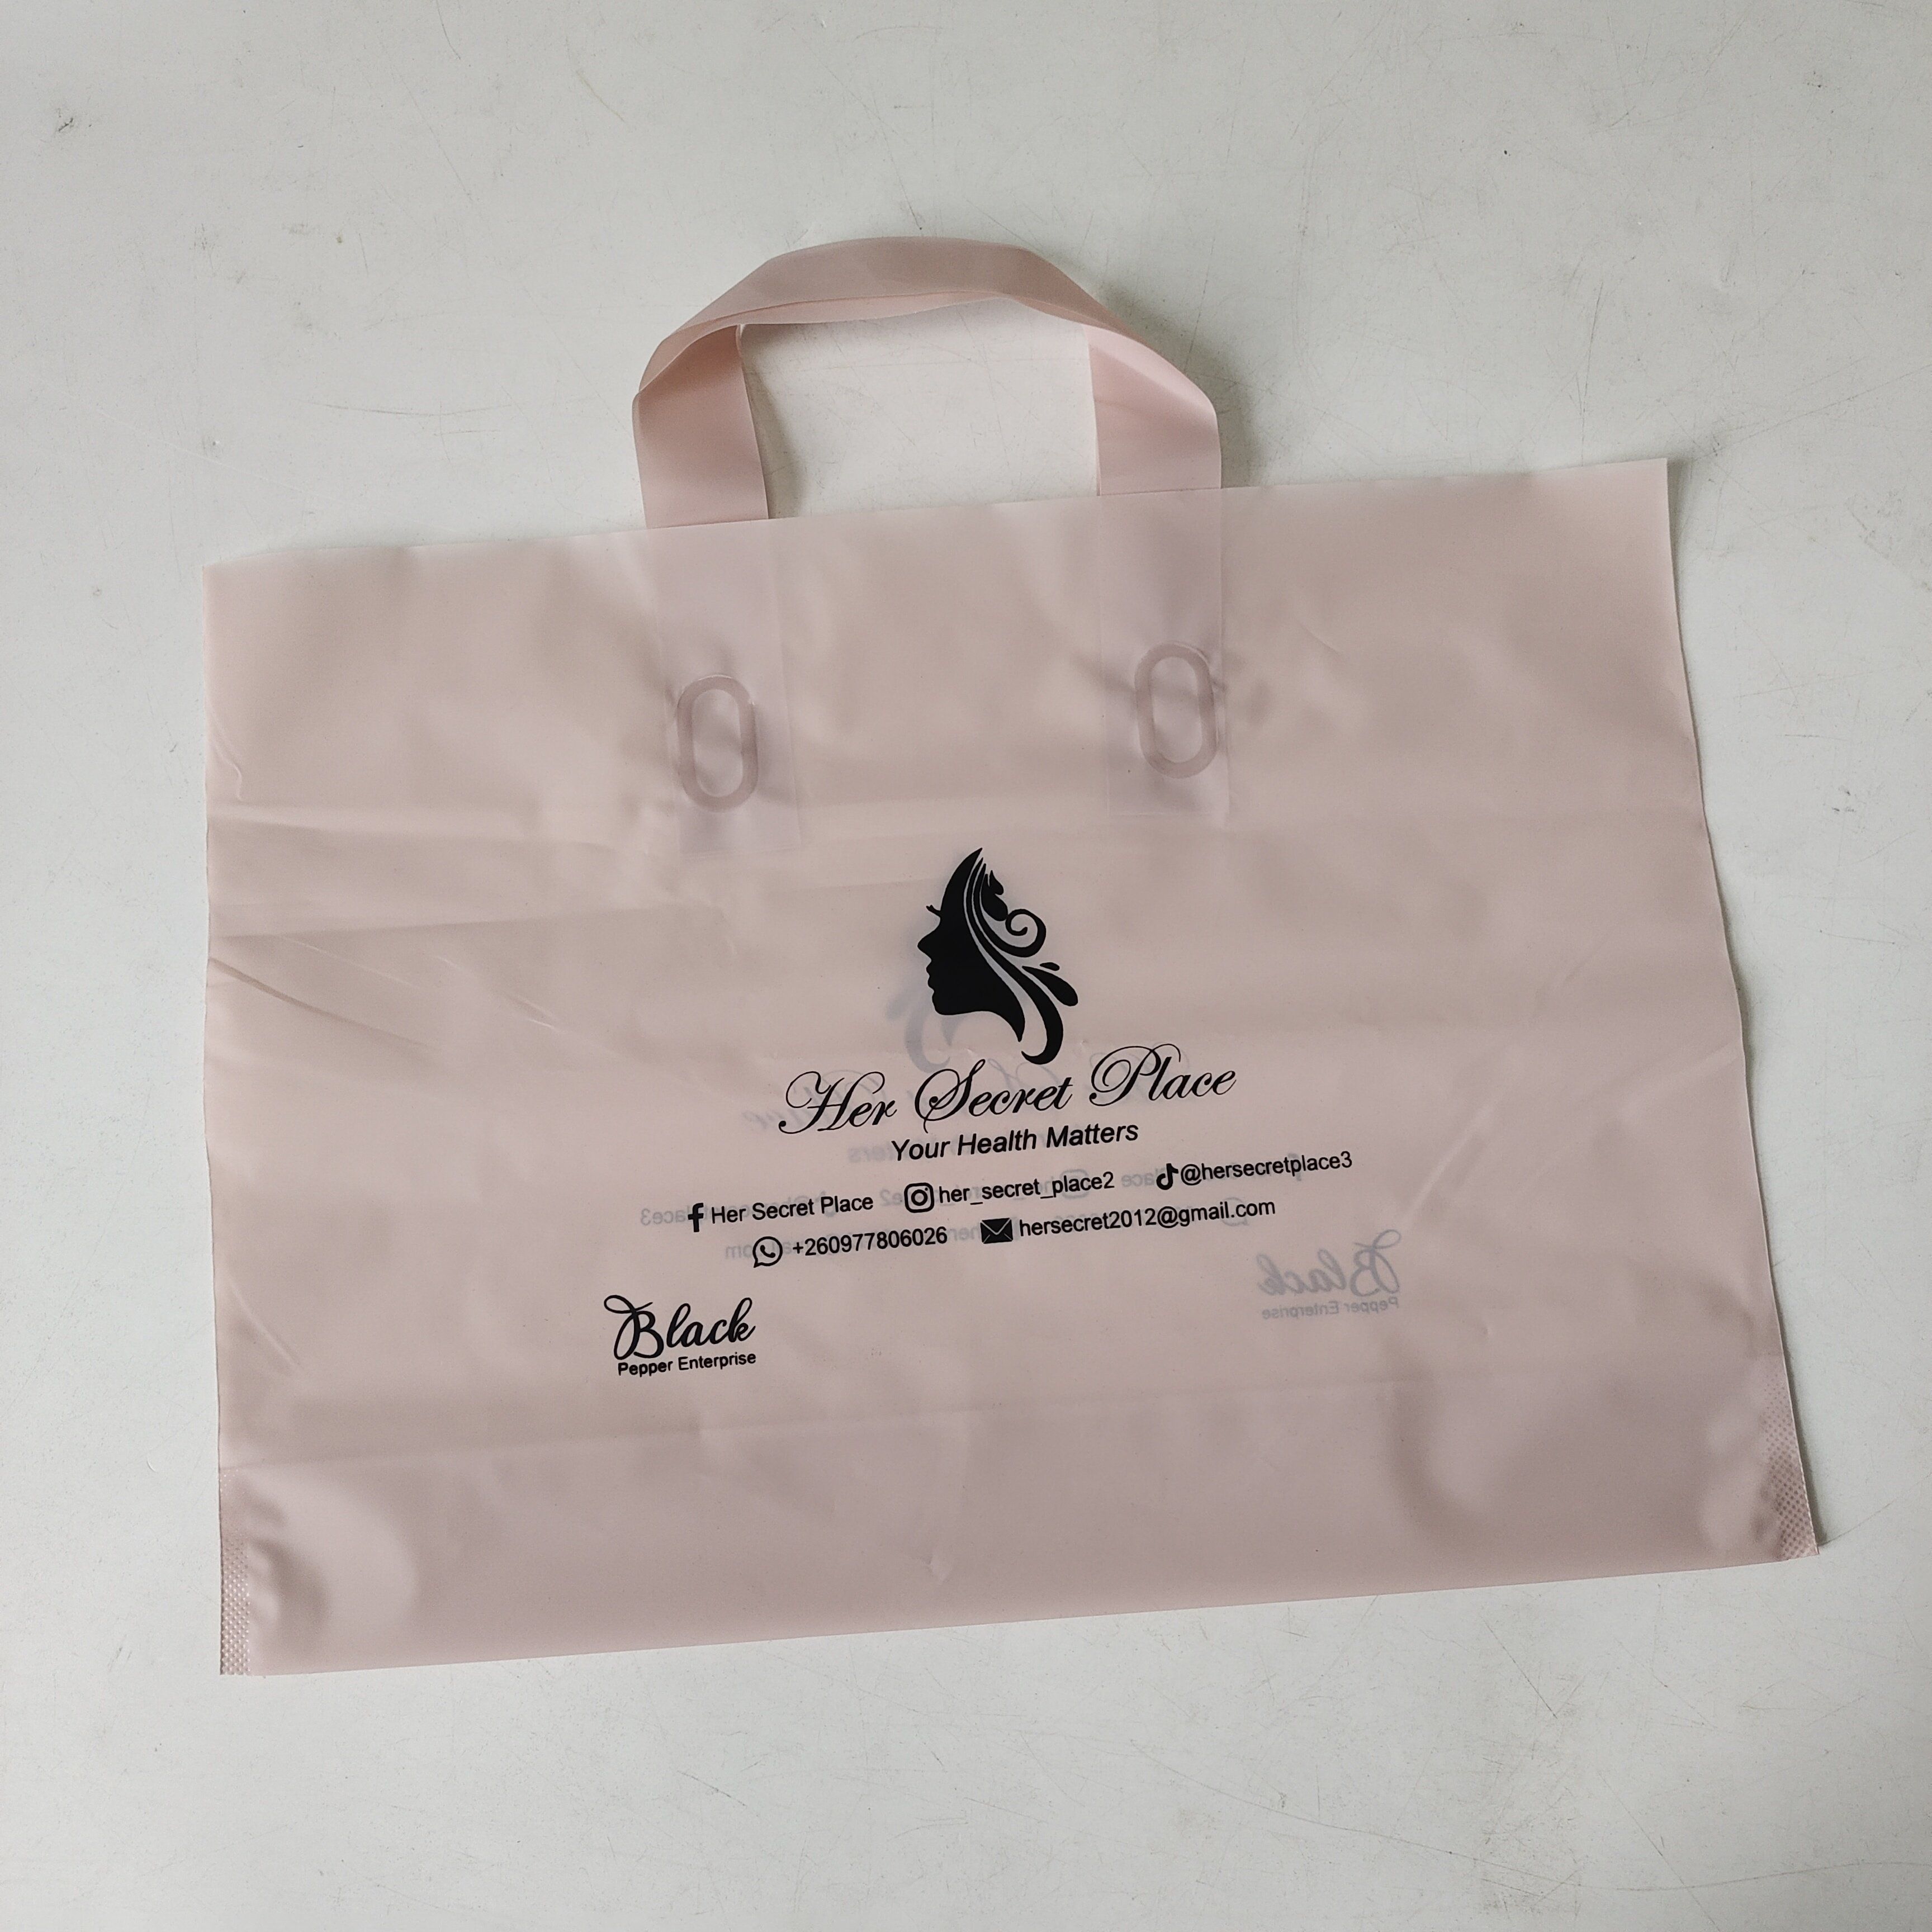 Her Secret Place
Your Health Matters
Her Secret Place her_secret_place2 @hersecretplace3
+260977806026 hersecret2012@gmail.com
Black
Pepper Enterprise